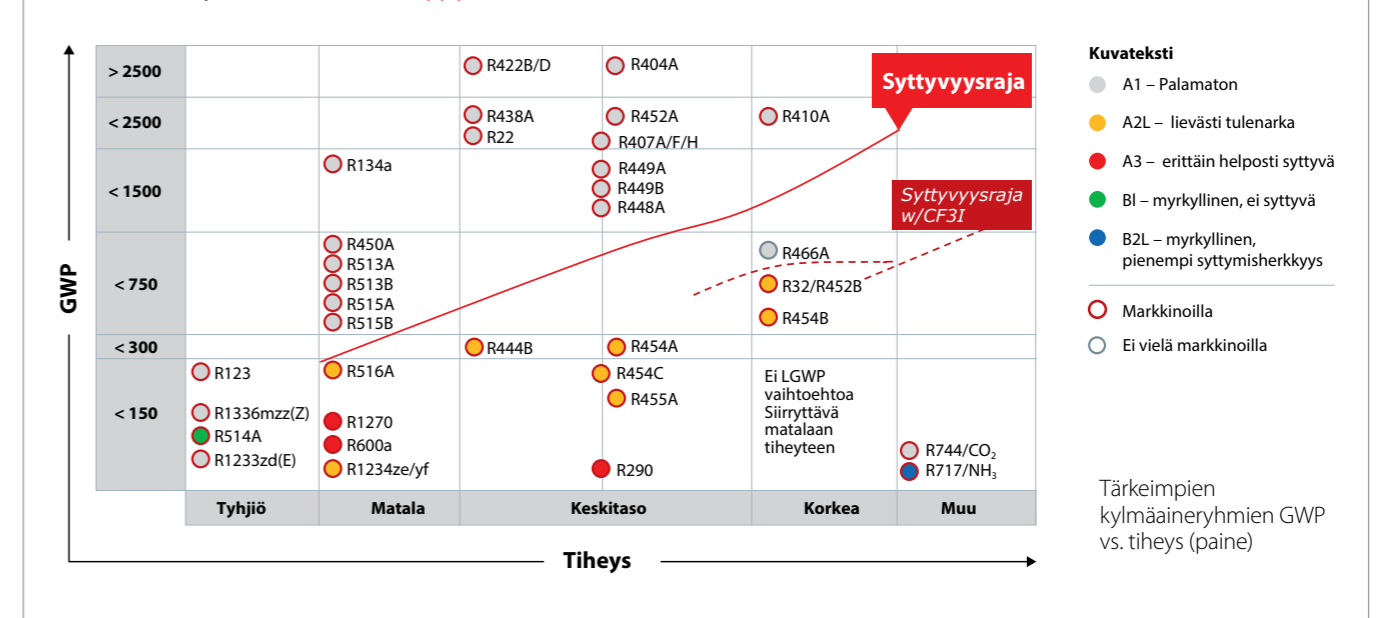 GWP
> 2500
R422B/D
R404A
Syttyvyysraja
< 2500
R438A
R22
R452A
R407A/F/H
R410A
< 1500
R134a
R449A
R449B
R448A
Syttyvyysraja
w/CF3I
< 750
R450A
R513A
R513B
R515A
R515B
R466A
R32/R452B
R454B
< 300
R444B
R454A
< 150
R123
R1336mzz(Z)
R514A
R1233zd(E)
R516A
R1270
R600a
R1234ze/yf
R454C
R455A
R290
Ei LGWP
vaihtoehtoa
Siirryttävä
matalaan
tiheyteen
R744/CO₂
R717/NH₃
Tyhjiö
Matala
Keskitaso
Korkea
Muu
Tiheys
Kuvateksti
A1 – Palamaton
A2L – lievästi tulenarka
A3 – erittäin helposti syttyvä
Bl – myrkyllinen, ei syttyvä
B2L – myrkyllinen,
pienempi syttymisherkkyys
Markkinoilla
Ei vielä markkinoilla
Tärkeimpien
kylmäaineryhmien GWP
vs. tiheys (paine)